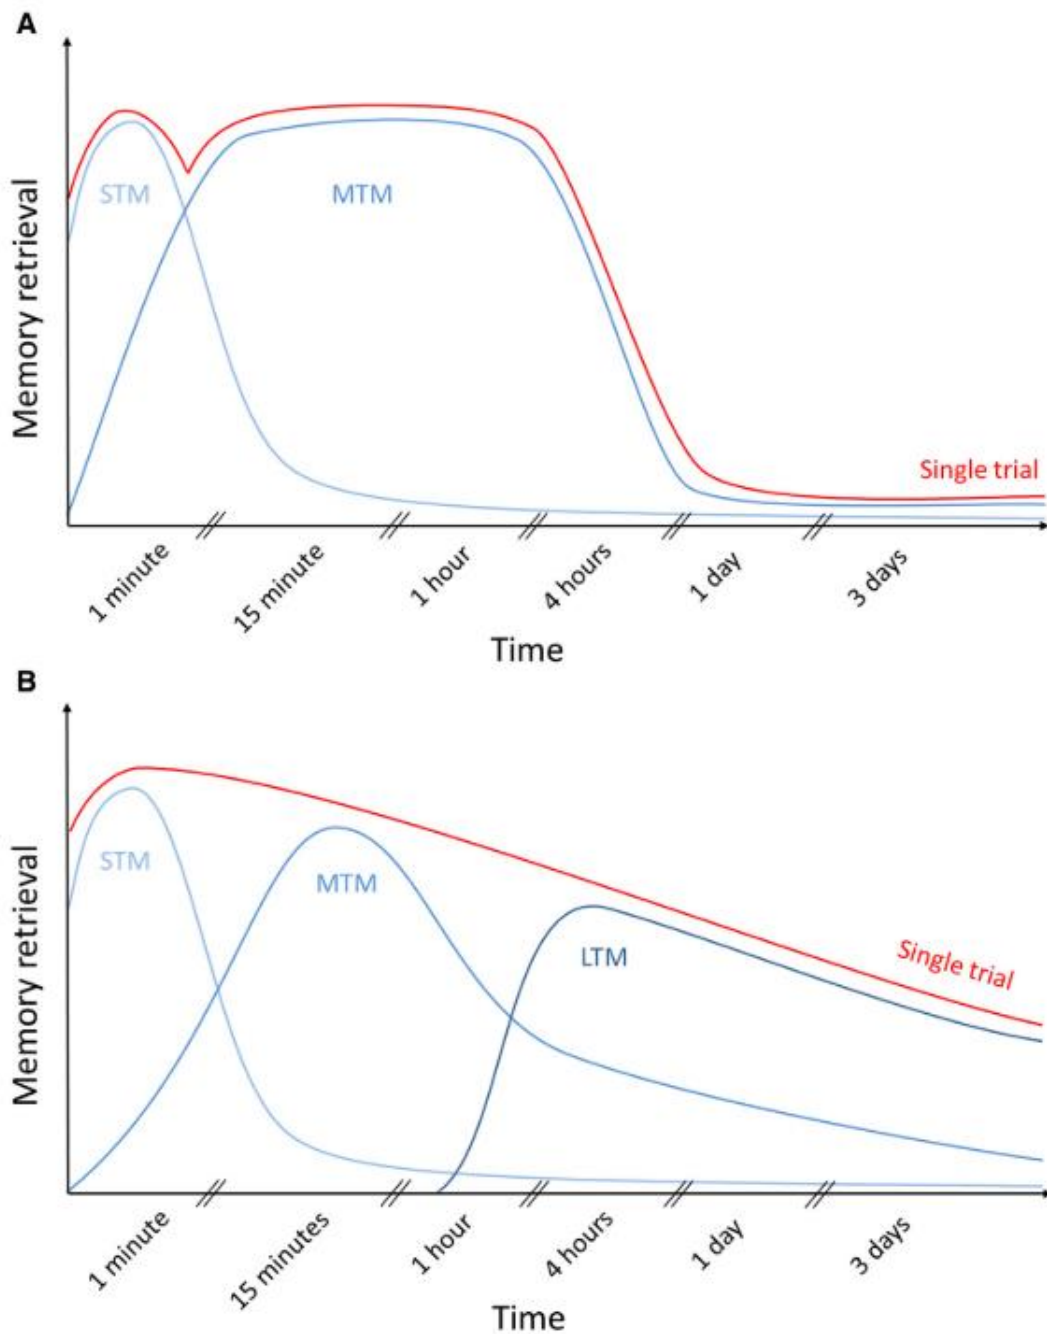 A
Memory retrieval
STM
MTM
Single trial
1 minute
15 minute
1 hour
4 hours
1 day
3 days
Time
B
Memory retrieval
STM
MTM
LTM
Single trial
1 minute
15 minutes
1 hour
4 hours
1 day
3 days
Time